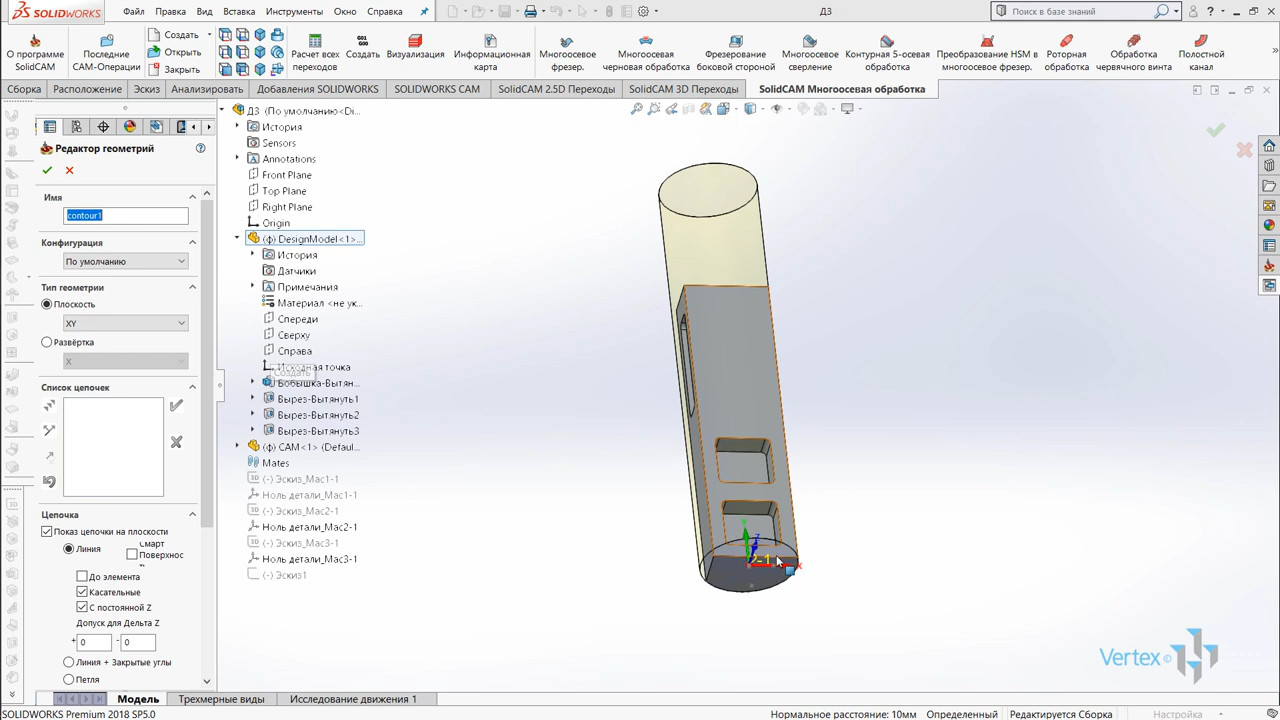 SOLIDWORKS
Файл Правка Вид Вставка Инструменты Окно Справка
ДЗ
Поиск в базе знаний
О программе SolidCAM
Последние CAM-Операции
Создать
Открыть
Закрыть
Расчет всех переходов
Создать
Визуализация
Информационная карта
Многосевое фрезер.
Многоосевая черновая обработка
Фрезерование боковой стороной
Многоосевое сверление
Контурная 5-осевая обработка
Преобразование HSM в многоосевое фрезер.
Роторная обработка
Обработка червячного винта
Полостной канал
Сборка Расположение Эскиз Анализировать Добавления SOLIDWORKS SOLIDWORKS CAM SolidCAM 2.5D Переходы SolidCAM 3D Переходы SolidCAM Многоосевая обработка
Редактор геометрий
Имя
contour1
Конфигурация
По умолчанию
Тип геометрии
Плоскость
XY
Развёртка
X
Список цепочек
Цепочка
Показ цепочки на плоскости
Линия
Смарт
Поверхнос
До элемента
Касательные
С постоянной Z
Допуск для Дельта Z
+ 0 - 0
Линия + Закрытые углы
Петля
ДЗ (По умолчанию<Di...
История
Sensors
Annotations
Front Plane
Top Plane
Right Plane
Origin
(ф) DesignModel<1>...
История
Датчики
Примечания
Материал <не ук...
Спереди
Сверху
Справа
Исходная точка
Создать
Бобышка-Вытян...
Вырез-Вытянуть1
Вырез-Вытянуть2
Вырез-Вытянуть3
(ф) CAM<1> (Defaul...
Mates
(-) Эскиз_Mac1-1
Ноль детали_Mac1-1
(-) Эскиз_Mac2-1
Ноль детали_Mac2-1
(-) Эскиз_Mac3-1
Ноль детали_Mac3-1
(-) Эскиз1
Vertex ©
Модель Трехмерные виды Исследование движения 1
SOLIDWORKS Premium 2018 SP5.0
Нормальное расстояние: 10мм Определенный Редактируется Сборка Настройка